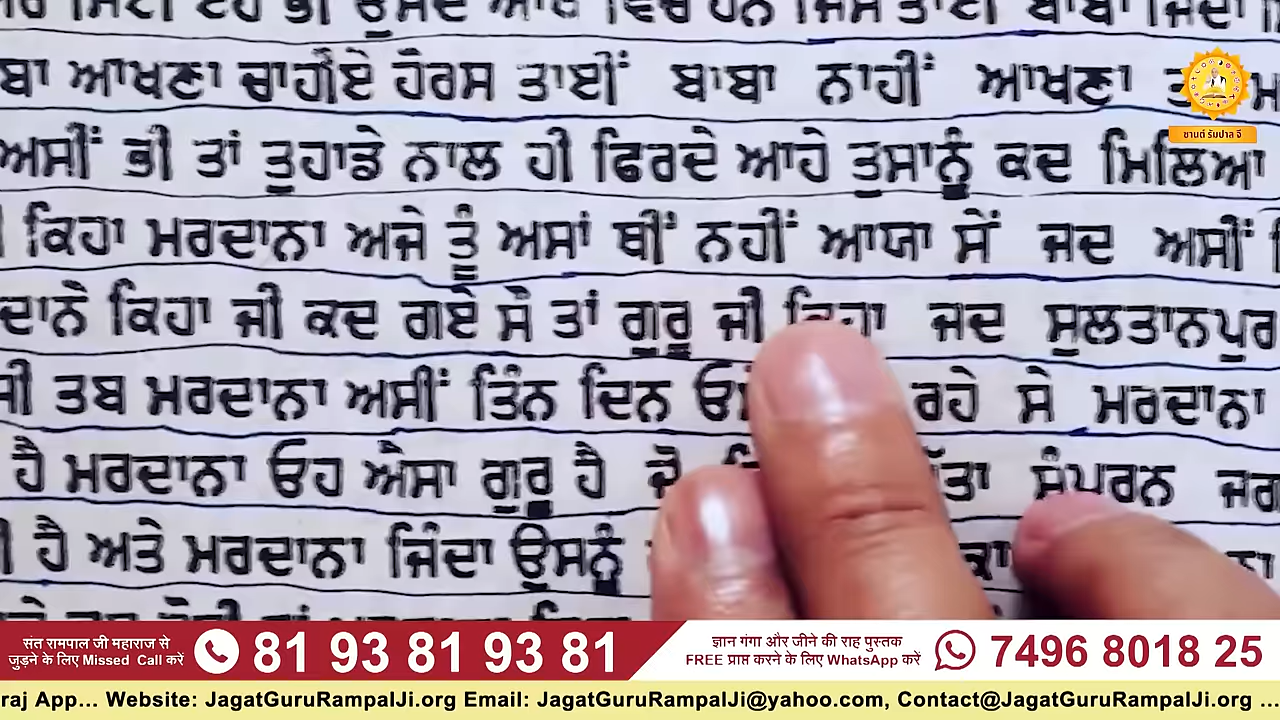 ਬਾ ਆਖਣਾ ਚਾਹੀਏ ਹੋਰਸ ਤਾਈਂ ਬਾਬਾ ਨਾਹੀਂ ਆਖਣਾ
ਅਸੀਂ ਭੀ ਤਾਂ ਤੁਹਾਡੇ ਨਾਲ ਹੀ ਫਿਰਦੇ ਆਹੇ ਤੁਸਾਨੂੰ ਕਦ ਮਿਲਿਆ
ਕਿਹਾ ਮਰਦਾਨਾ ਅਜੇ ਤੂੰ ਅਸਾਂ ਥੀਂ ਨਹੀਂ ਆਯਾ ਸੇਂ ਜਦ ਅਸੀਂ
ਦਾਨੇ ਕਿਹਾ ਜੀ ਕਦ ਗਏ ਸੇ ਤਾਂ ਗੁਰੂ ਜੀ ਕਿਹਾ ਜਦ ਸੁਲਤਾਨਪੁਰ
ਸੀ ਤਬ ਮਰਦਾਨਾ ਅਸੀਂ ਤਿੰਨ ਦਿਨ ਰਹੇ ਸੇ ਮਰਦਾਨਾ
ਹੈ ਮਰਦਾਨਾ ਓਹ ਐਸਾ ਗੁਰੂ ਹੈ ਸੰਪੂਰਨ
ਹੈ ਅਤੇ ਮਰਦਾਨਾ ਜਿੰਦਾ ਉਸਨੂੰ
संत रामपाल जी महाराज से
जुड़ने के लिए Missed Call करें
81 93 81 93 81
ज्ञान गंगा और जीने की राह पुस्तक
FREE प्राप्त करने के लिए WhatsApp करें
7496 8018 25
raj App... Website: JagatGuruRampalJi.org Email: JagatGuruRampalJi@yahoo.com, Contact@JagatGuruRampalJi.org ...